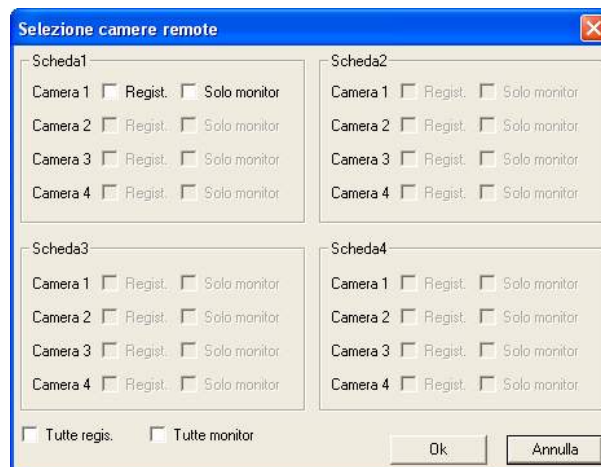 Selezione camere remote
Scheda1
Camera 1 Regist. Solo monitor
Camera 2 Regist. Solo monitor
Camera 3 Regist. Solo monitor
Camera 4 Regist. Solo monitor
Scheda2
Camera 1 Regist. Solo monitor
Camera 2 Regist. Solo monitor
Camera 3 Regist. Solo monitor
Camera 4 Regist. Solo monitor
Scheda3
Camera 1 Regist. Solo monitor
Camera 2 Regist. Solo monitor
Camera 3 Regist. Solo monitor
Camera 4 Regist. Solo monitor
Scheda4
Camera 1 Regist. Solo monitor
Camera 2 Regist. Solo monitor
Camera 3 Regist. Solo monitor
Camera 4 Regist. Solo monitor
Tutte regis. Tutte monitor
Ok Annulla